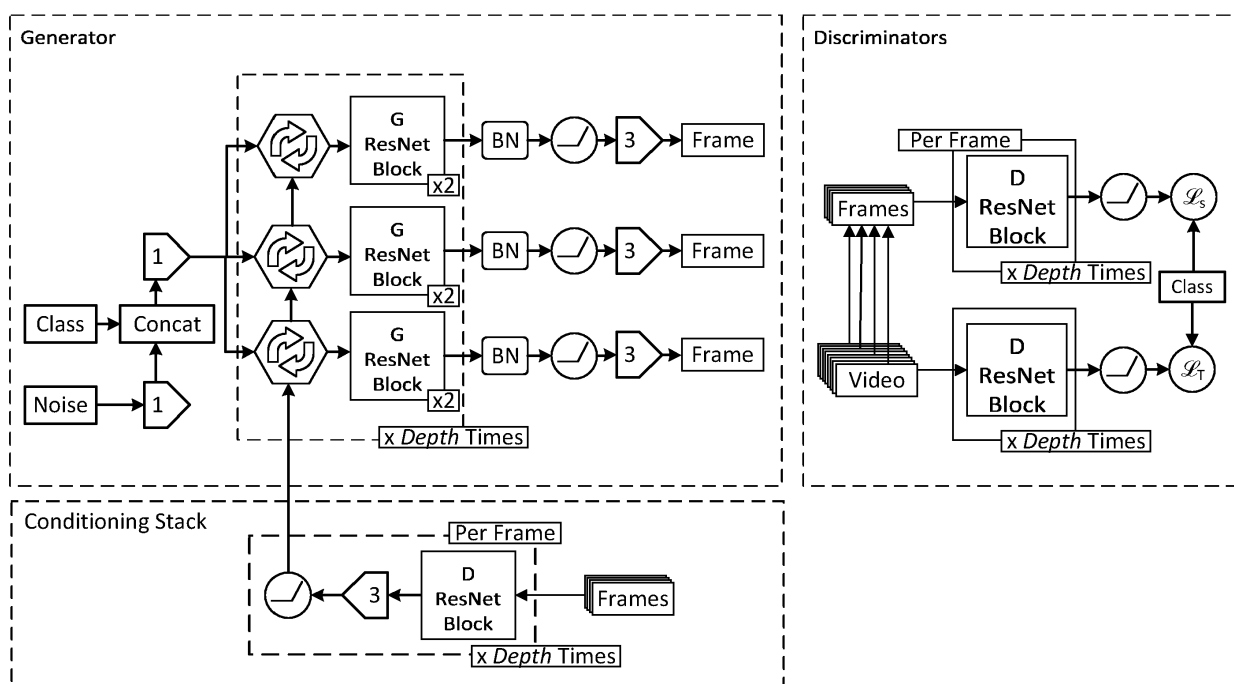 Generator
G
ResNet
Block
x2
BN
3
Frame
G
ResNet
Block
x2
BN
3
Frame
G
ResNet
Block
x2
BN
3
Frame
1
Class
Concat
Noise
1
x Depth Times
Conditioning Stack
Per Frame
D
ResNet
Block
3
Frames
x Depth Times
Discriminators
Per Frame
D
ResNet
Block
Frames
ℒS
x Depth Times
Class
D
ResNet
Block
Video
ℒT
x Depth Times